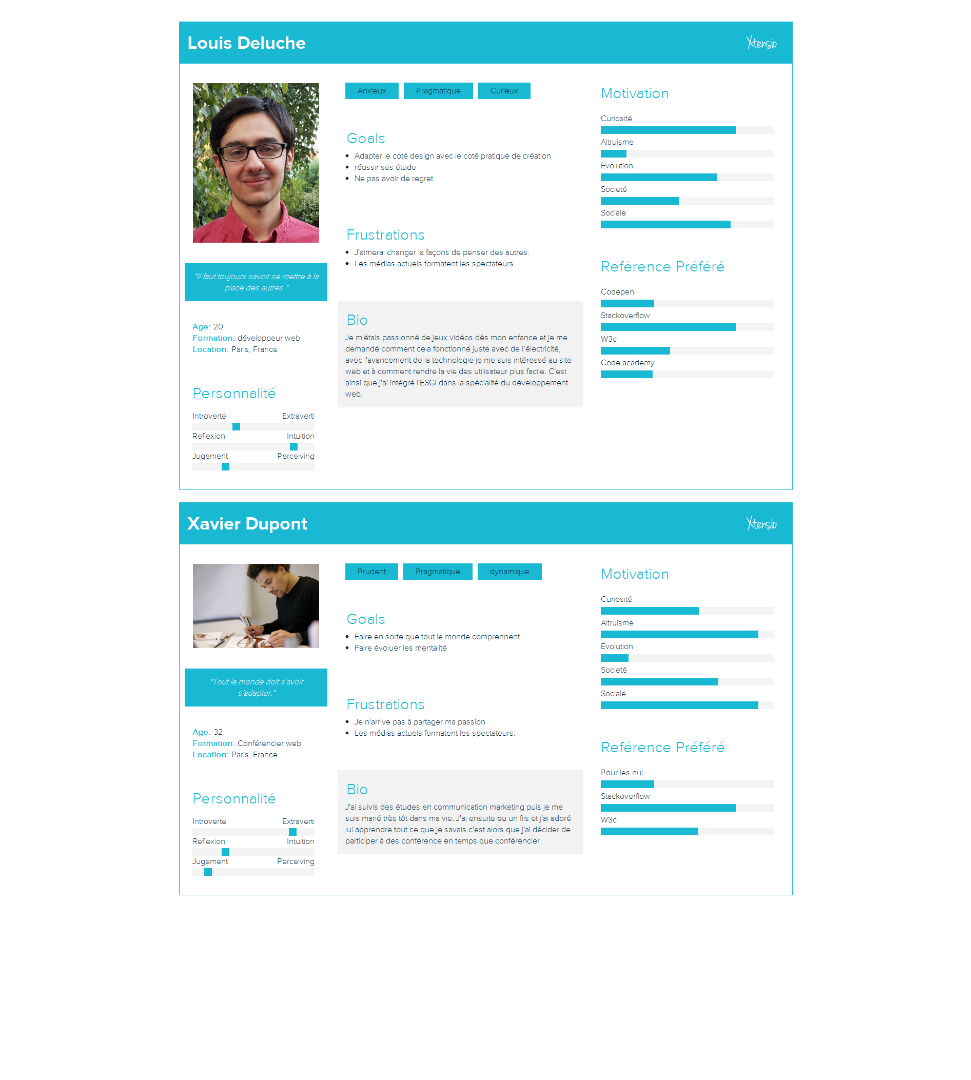 Louis Deluche
Xtensio
Anxieux Pragmatique Curieux
Goals
Adapter le coté design avec le coté pratique de création
réussir ses étude
Ne pas avoir de regret
Frustrations
J'aimerai changer la façons de penser des autres.
Les médias actuels formatent les spectateurs.
"Il faut toujours savoir se mettre à la
place des autres."
Age: 20
Formation: développeur web
Location: Paris, France
Bio
Je m'étais passionné de jeux vidéos dès mon enfance et je me
demandé comment cela fonctionné juste avec de l'électricité,
avec l'avancement de la technologie je me suis intéressé au site
web et à comment rendre la vie des utilisateur plus facile. C'est
ainsi que j'ai intégré l'ESGI dans la spécialité du développement
web.
Personnalité
Introverte Extraverti
Reflexion Intuition
Jugement Perceiving
Motivation
Curiosité
Altruisme
Evolution
Societé
Sociale
Reférence Préféré
Codepen
Stackoverflow
W3c
Code academy
Xavier Dupont
Xtensio
Prudent Pragmatique dynamique
Goals
Faire en sorte que tout le monde comprennent
Faire évoluer les mentalité
Frustrations
Je n'arrive pas à partager ma passion
Les médias actuels formatent les spectateurs.
"Tout le monde doit s'avoir
s'adapter."
Age: 32
Formation: Conférencier web
Location: Paris, France
Bio
J'ai suivis des études en communication marketing puis je me
suis marié très tôt dans ma vie. J'ai ensuite eu un fils et j'ai adoré
lui apprendre tout ce que je savais c'est alors que j'ai décider de
participer à des conférence en temps que conférencier
Personnalité
Introverte Extraverti
Reflexion Intuition
Jugement Perceiving
Motivation
Curiosité
Altruisme
Evolution
Societé
Sociale
Reférence Préféré
Pour les nul
Stackoverflow
W3c